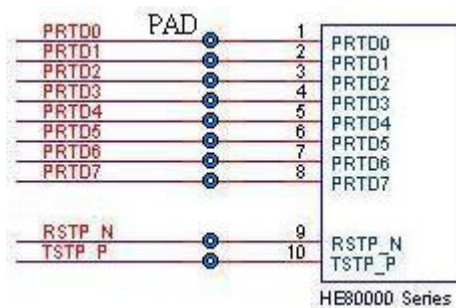 PAD
PRTD0 1 PRTD0
PRTD1 2 PRTD1
PRTD2 3 PRTD2
PRTD3 4 PRTD3
PRTD4 5 PRTD4
PRTD5 6 PRTD5
PRTD6 7 PRTD6
PRTD7 8 PRTD7
RSTP_N 9 RSTP_N
TSTP_P 10 TSTP_P
HE80000 Series